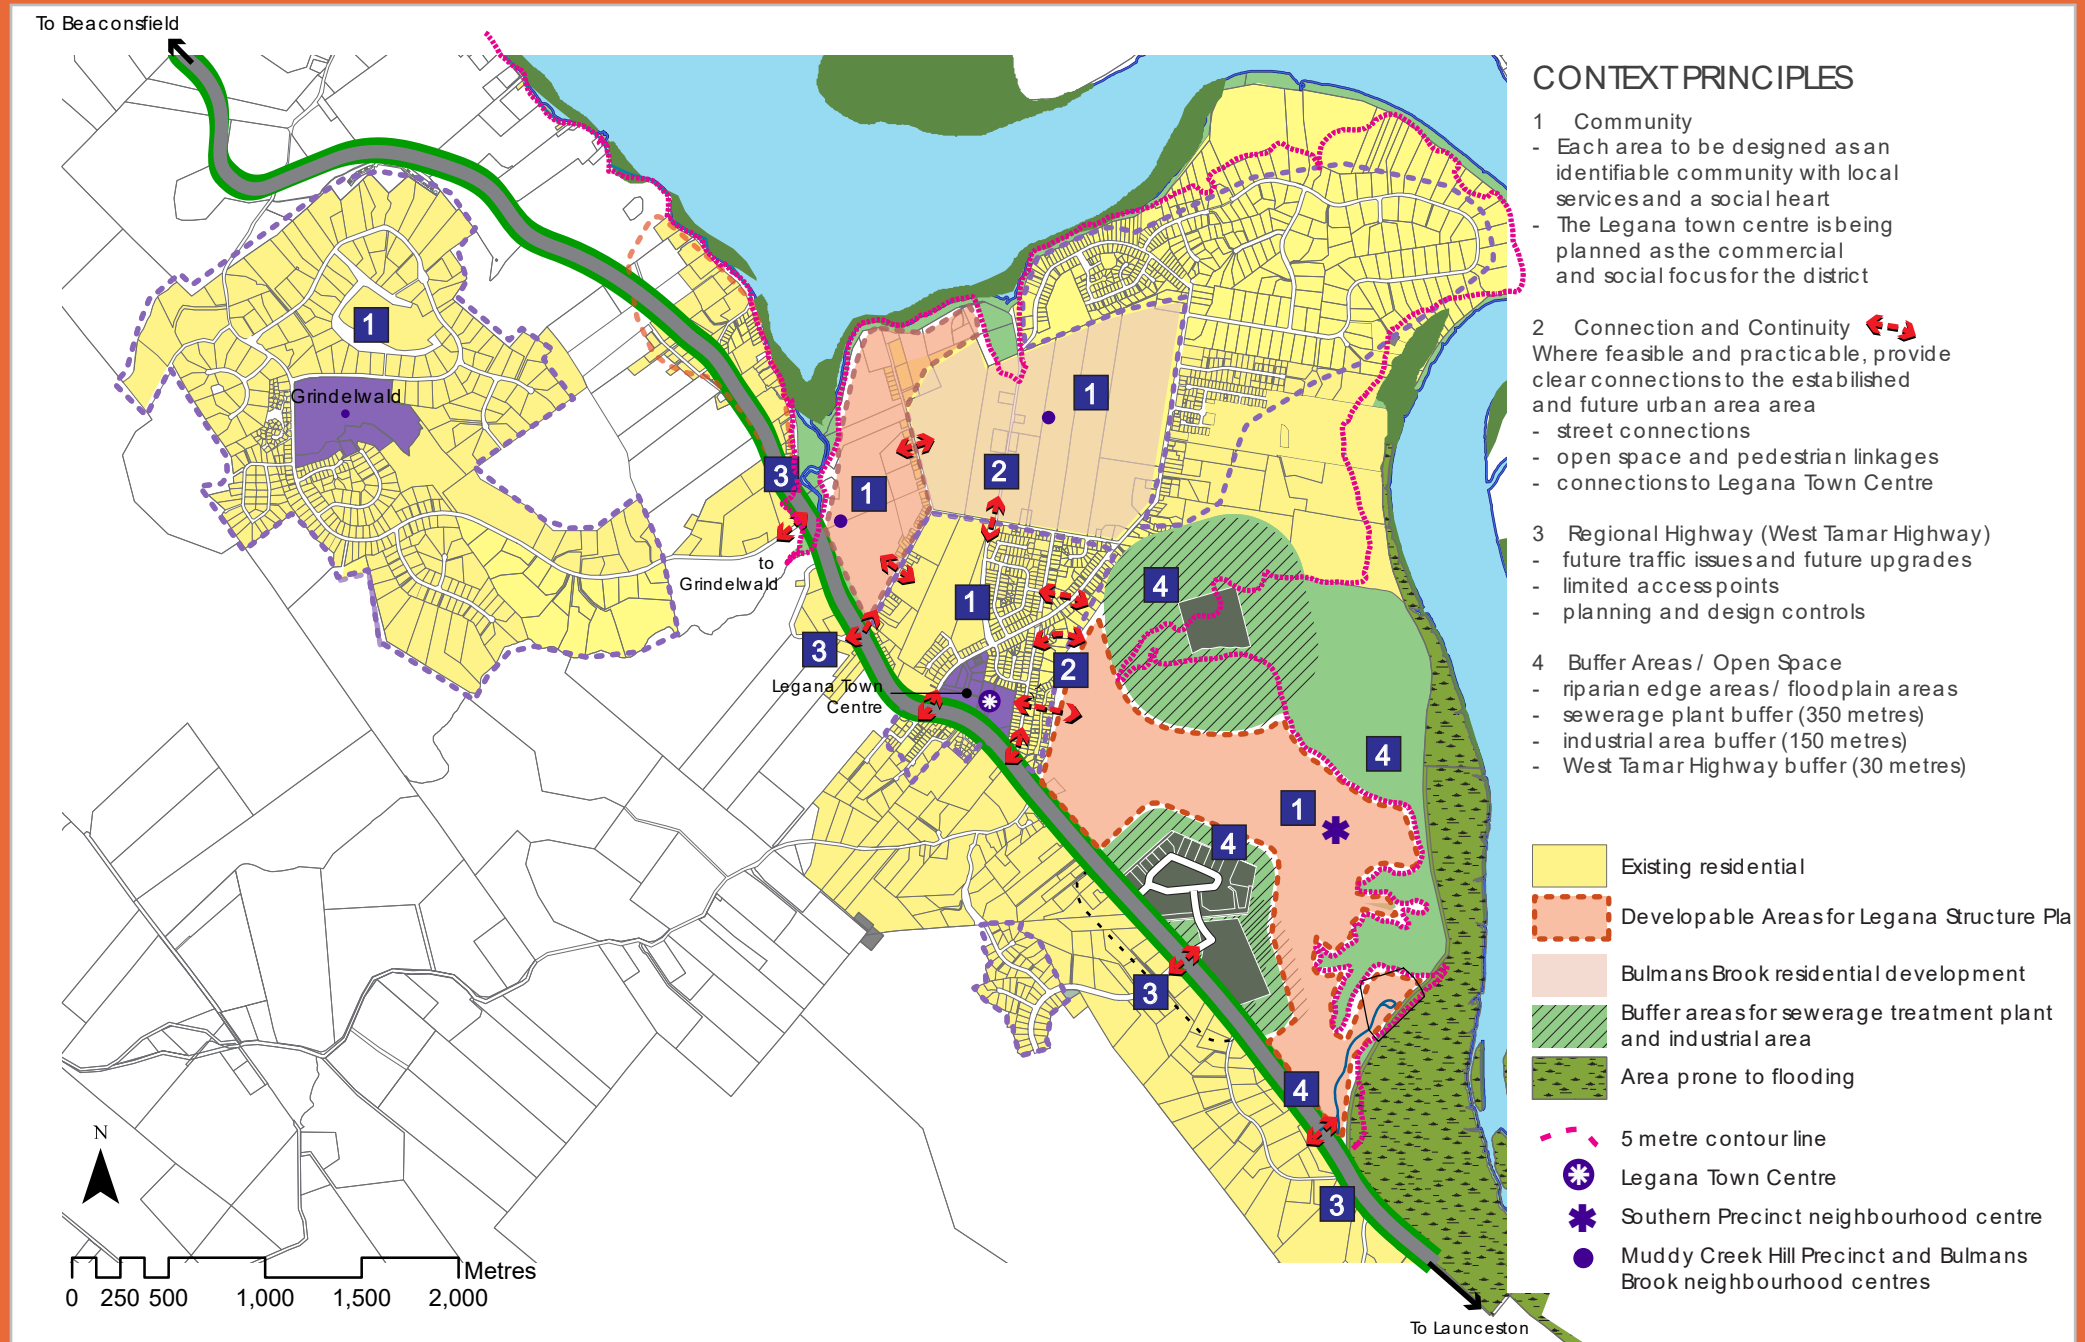 To Beaconsfield
CONTEXT PRINCIPLES
1 Community
- Each area to be designed as an
identifiable community with local
services and a social heart
- The Legana town centre is being
planned as the commercial
and social focus for the district
2 Connection and Continuity
Where feasible and practicable, provide
clear connections to the estabilished
and future urban area area
- street connections
- open space and pedestrian linkages
- connections to Legana Town Centre
3 Regional Highway (West Tamar Highway)
- future traffic issues and future upgrades
- limited access points
- planning and design controls
4 Buffer Areas / Open Space
- riparian edge areas / floodplain areas
- sewerage plant buffer (350 metres)
- industrial area buffer (150 metres)
- West Tamar Highway buffer (30 metres)
Existing residential
Developable Areas for Legana Structure Pla
Bulmans Brook residential development
Buffer areas for sewerage treatment plant
and industrial area
Area prone to flooding
5 metre contour line
Legana Town Centre
Southern Precinct neighbourhood centre
Muddy Creek Hill Precinct and Bulmans
Brook neighbourhood centres
1
Grindelwald
1
3
2
1
to
Grindelwald
4
1
3
2
Legana Town
Centre
4
1
4
3
4
3
N
Metres
0 250 500 1,000 1,500 2,000
To Launceston